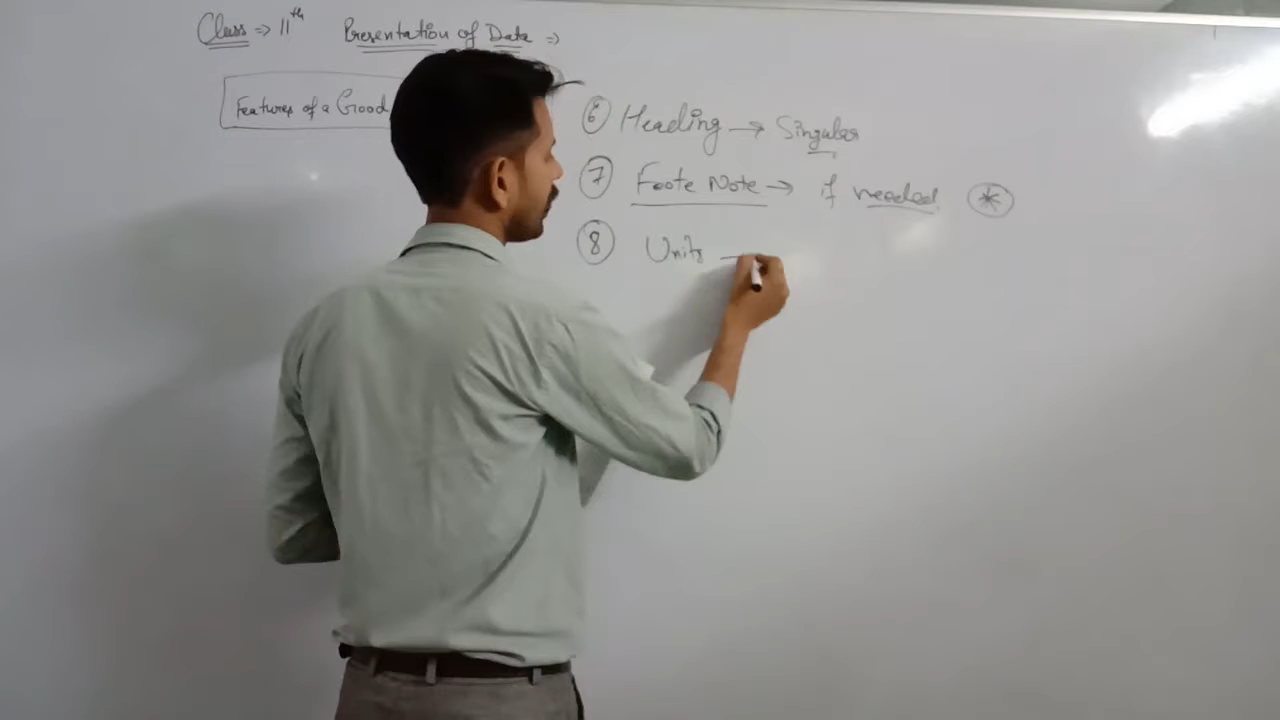 Class => 11th Presentation of Data =>
Features of a Good
6 Heading → Singular
7 Foote Note → if needed *
8 Units —